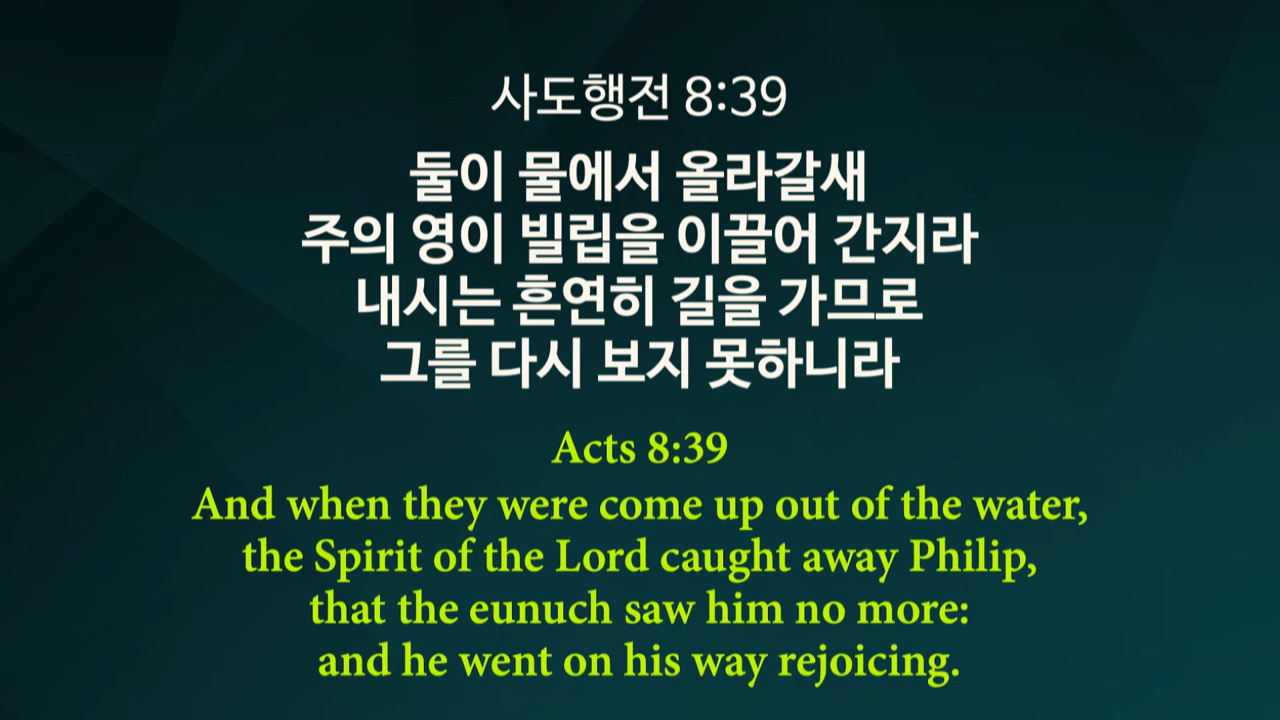 사도행전 8:39
둘이 물에서 올라갈새
주의 영이 빌립을 이끌어 간지라
내시는 흔연히 길을 가므로
그를 다시 보지 못하니라
Acts 8:39
And when they were come up out of the water,
the Spirit of the Lord caught away Philip,
that the eunuch saw him no more:
and he went on his way rejoicing.